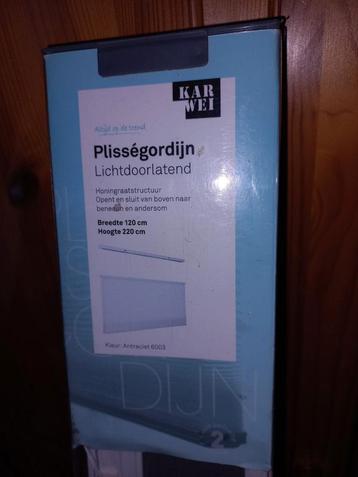 KAR
WEI
Altijd op de trend
Plisségordijn
Lichtdoorlatend
Honingraatstructuur
Opent en sluit van boven naar
beneden en andersom
Breedte 120 cm
Hoogte 220 cm
Kleur: Antraciet 6003
DIJN
2